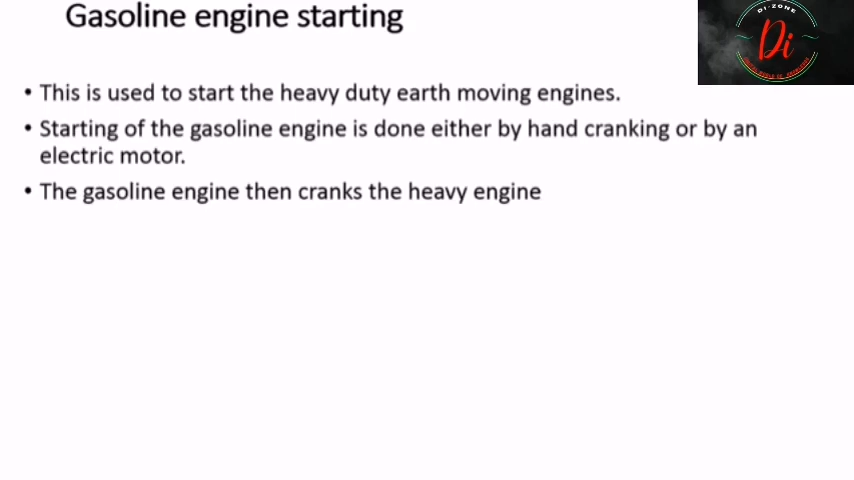 Gasoline engine starting
DI-ZONE
Di
• This is used to start the heavy duty earth moving engines.
• Starting of the gasoline engine is done either by hand cranking or by an
electric motor.
• The gasoline engine then cranks the heavy engine